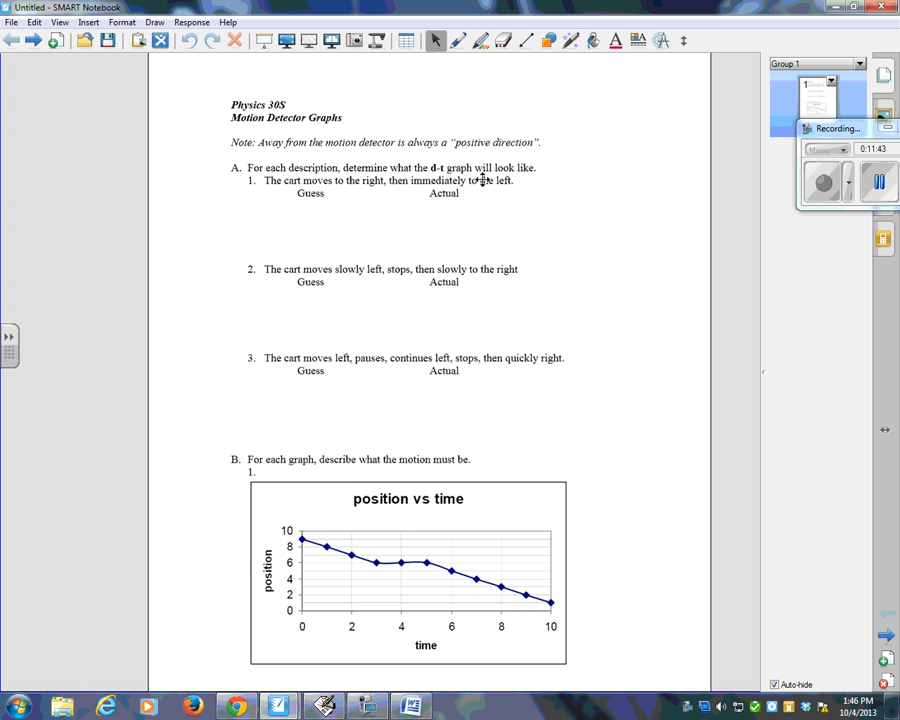 Untitled - SMART Notebook
File Edit View Insert Format Draw Response Help
Group 1
1
Recording...
Menu
0:11:43
Physics 30S
Motion Detector Graphs
Note: Away from the motion detector is always a "positive direction".
A. For each description, determine what the d-t graph will look like.
1. The cart moves to the right, then immediately to the left.
Guess Actual
2. The cart moves slowly left, stops, then slowly to the right
Guess Actual
3. The cart moves left, pauses, continues left, stops, then quickly right.
Guess Actual
B. For each graph, describe what the motion must be.
1.
position vs time
position
10
8
6
4
2
0
0 2 4 6 8 10
time
Auto-hide
1:46 PM
10/4/2013